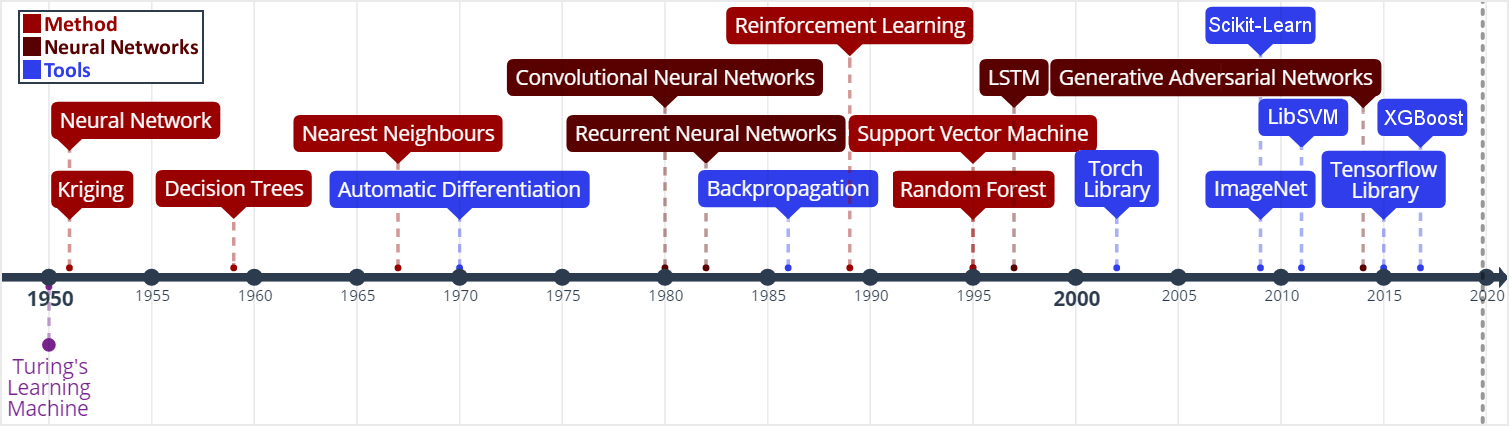 Method
Neural Networks
Tools
Reinforcement Learning
Scikit-Learn
Convolutional Neural Networks
LSTM
Generative Adversarial Networks
Neural Network
Nearest Neighbours
Recurrent Neural Networks
Support Vector Machine
LibSVM
XGBoost
Kriging
Decision Trees
Automatic Differentiation
Backpropagation
Random Forest
Torch
Library
ImageNet
Tensorflow
Library
1950
1955
1960
1965
1970
1975
1980
1985
1990
1995
2000
2005
2010
2015
2020
Turing's
Learning
Machine